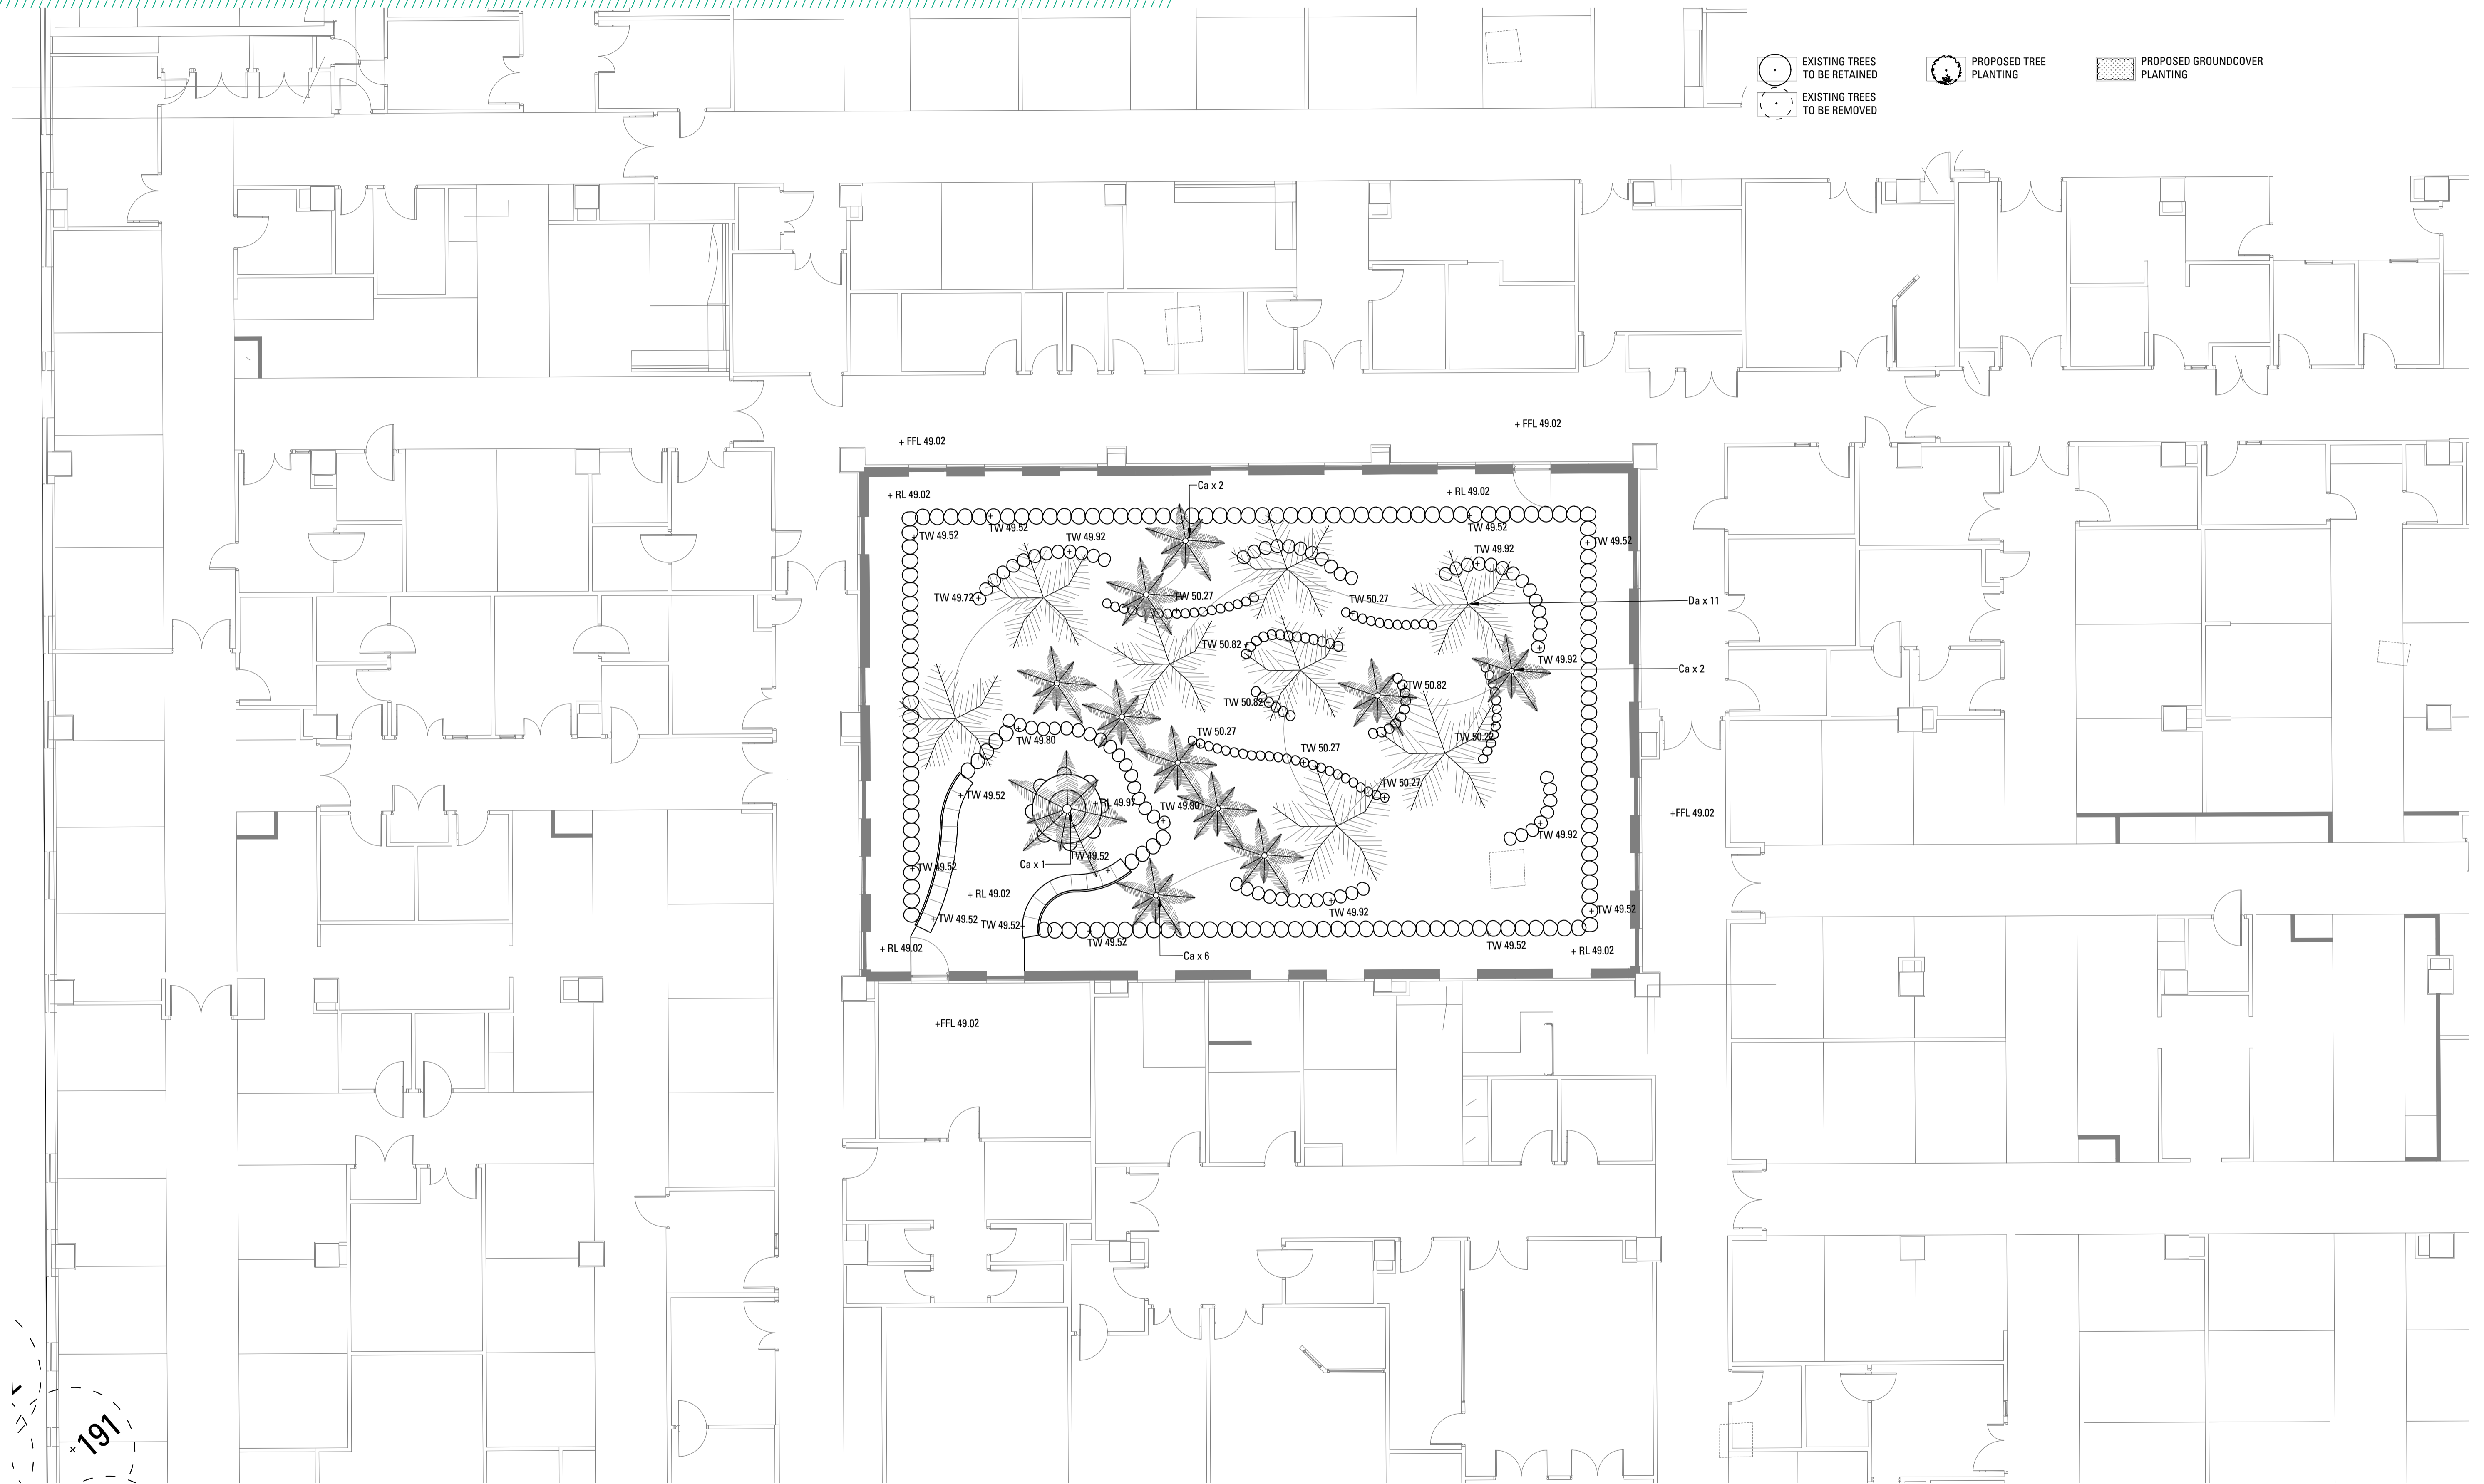 EXISTING TREES
TO BE RETAINED
PROPOSED TREE
PLANTING
PROPOSED GROUNDCOVER
PLANTING
EXISTING TREES
TO BE REMOVED
+ FFL 49.02
+ FFL 49.02
Ca x 2
+ RL 49.02
+ RL 49.02
TW 49.52
TW 49.52
TW 49.52
TW 49.92
TW 49.52
TW 49.92
TW 49.72
TW 50.27
TW 50.27
Da x 11
TW 50.82
TW 49.92
Ca x 2
TW 50.82
TW 50.82
TW 50.27
TW 50.27
TW 49.80
TW 50.27
TW 50.27
TW 49.52
+ RL 49.97
TW 49.80
+FFL 49.02
TW 49.92
TW 49.52
Ca x 1
TW 49.52
+ RL 49.02
TW 49.52
TW 49.92
TW 49.52
TW 49.52
TW 49.52
TW 49.52
+ RL 49.02
+ RL 49.02
Ca x 6
+FFL 49.02
191